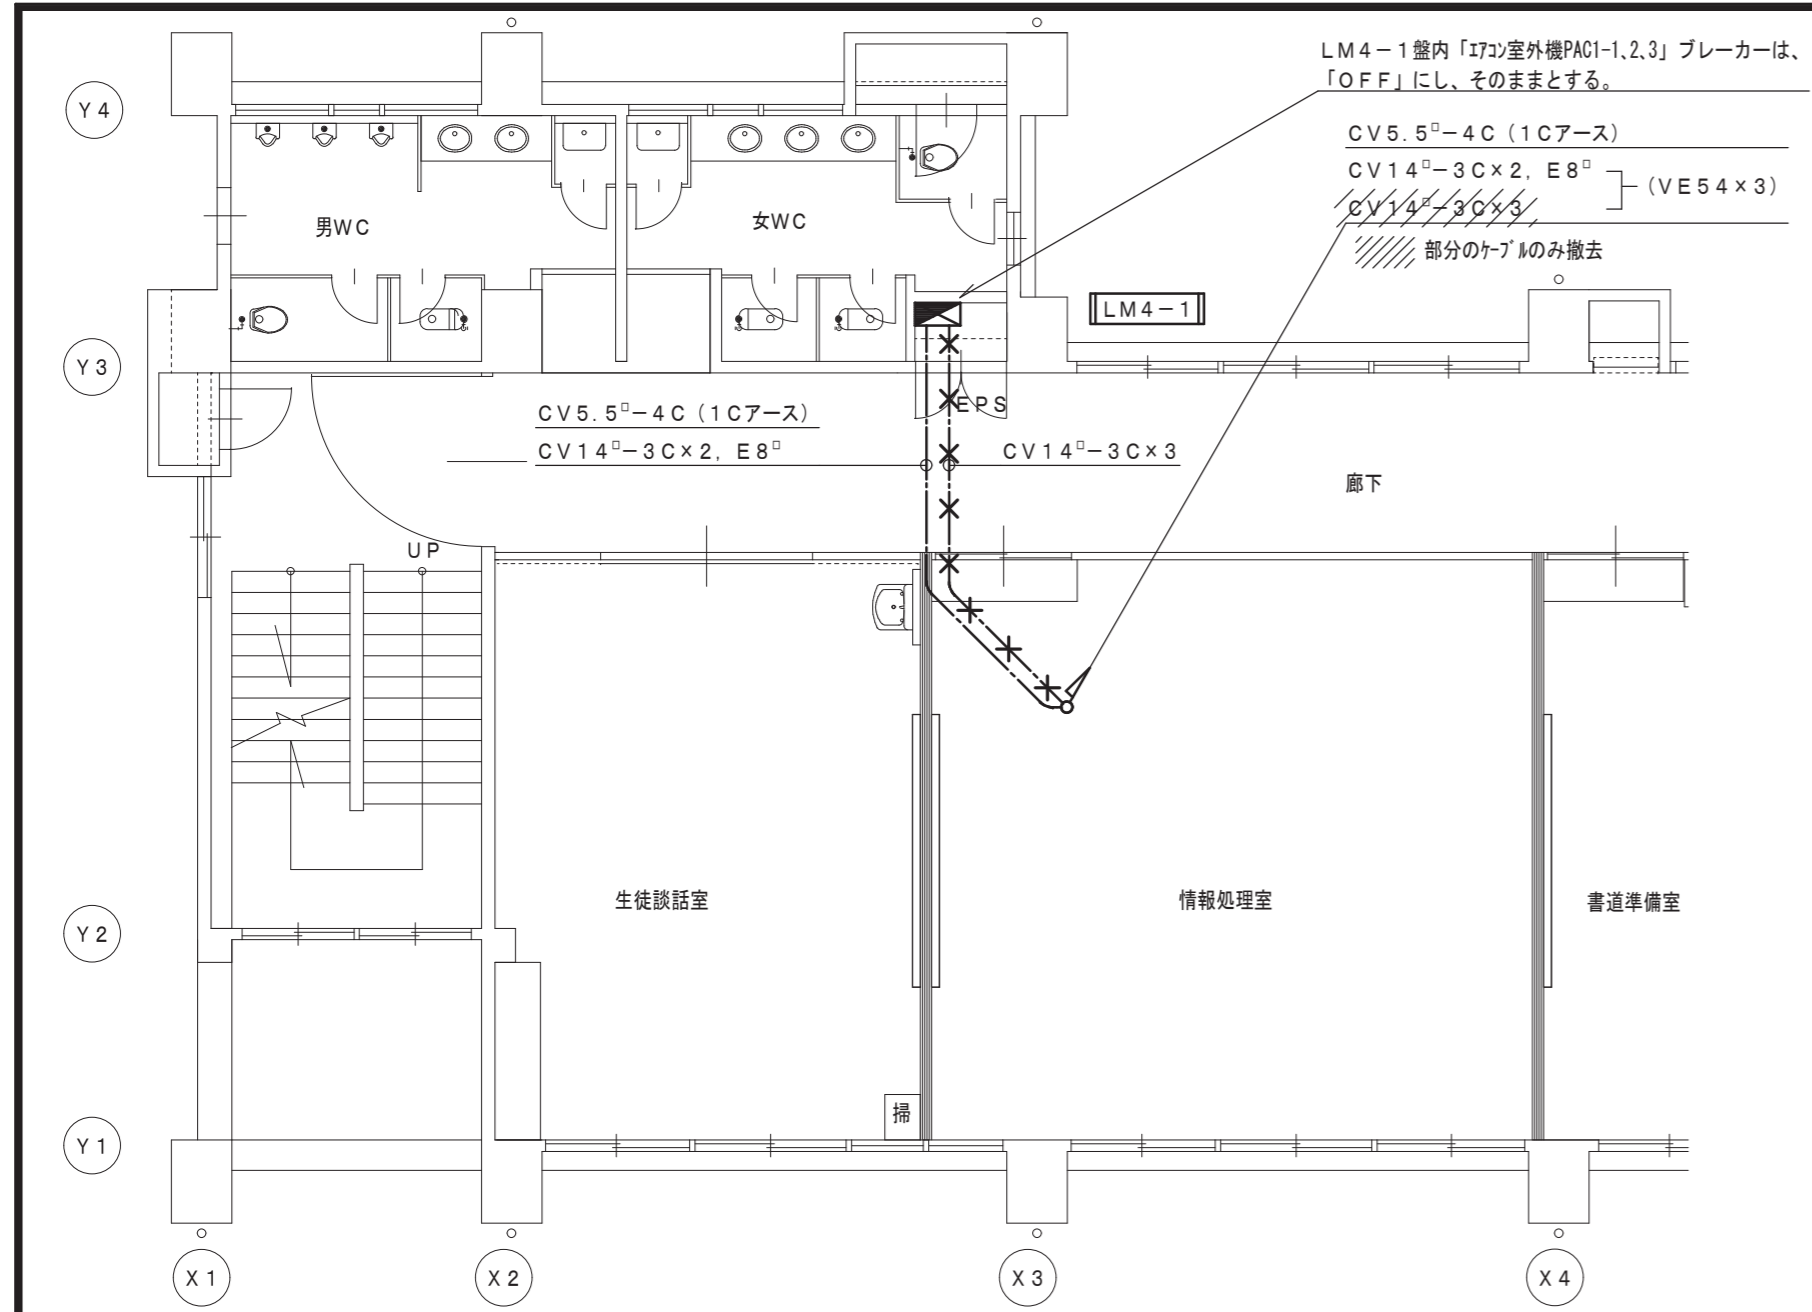 LM4-1盤内「エアコン室外機PAC1-1,2,3」ブレーカーは、
「OFF」にし、そのままとする。
Y4
CV5.5□-4C(1Cアース)
CV14□-3C×2, E8□
(VE54×3)
CV14□-3C×3
部分のケーブルのみ撤去
男WC
女WC
LM4-1
Y3
EPS
CV5.5□-4C(1Cアース)
CV14□-3C×2, E8□
CV14□-3C×3
廊下
UP
生徒談話室
情報処理室
書道準備室
Y2
掃
Y1
X1
X2
X3
X4